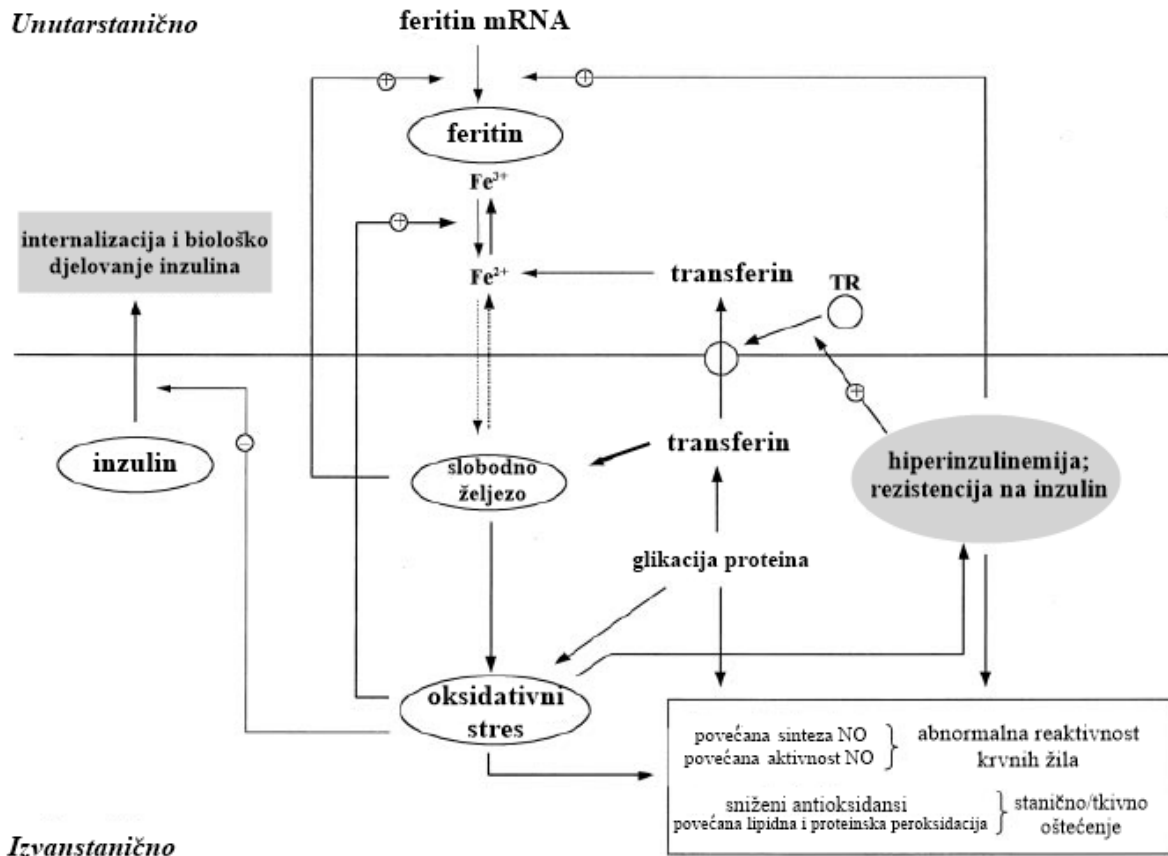 Unutarstanično
feritin mRNA
+
+
feritin
Fe³⁺
+
internalizacija i biološko
djelovanje inzulina
Fe²⁺
transferin
TR
+
−
inzulin
slobodno
željezo
transferin
hiperinzulinemija;
rezistencija na inzulin
glikacija proteina
oksidativni
stres
povećana sinteza NO
povećana aktivnost NO
abnormalna reaktivnost
krvnih žila
sniženi antioksidansi
povećana lipidna i proteinska peroksidacija
stanično/tkivno
oštećenje
Izvanstanično